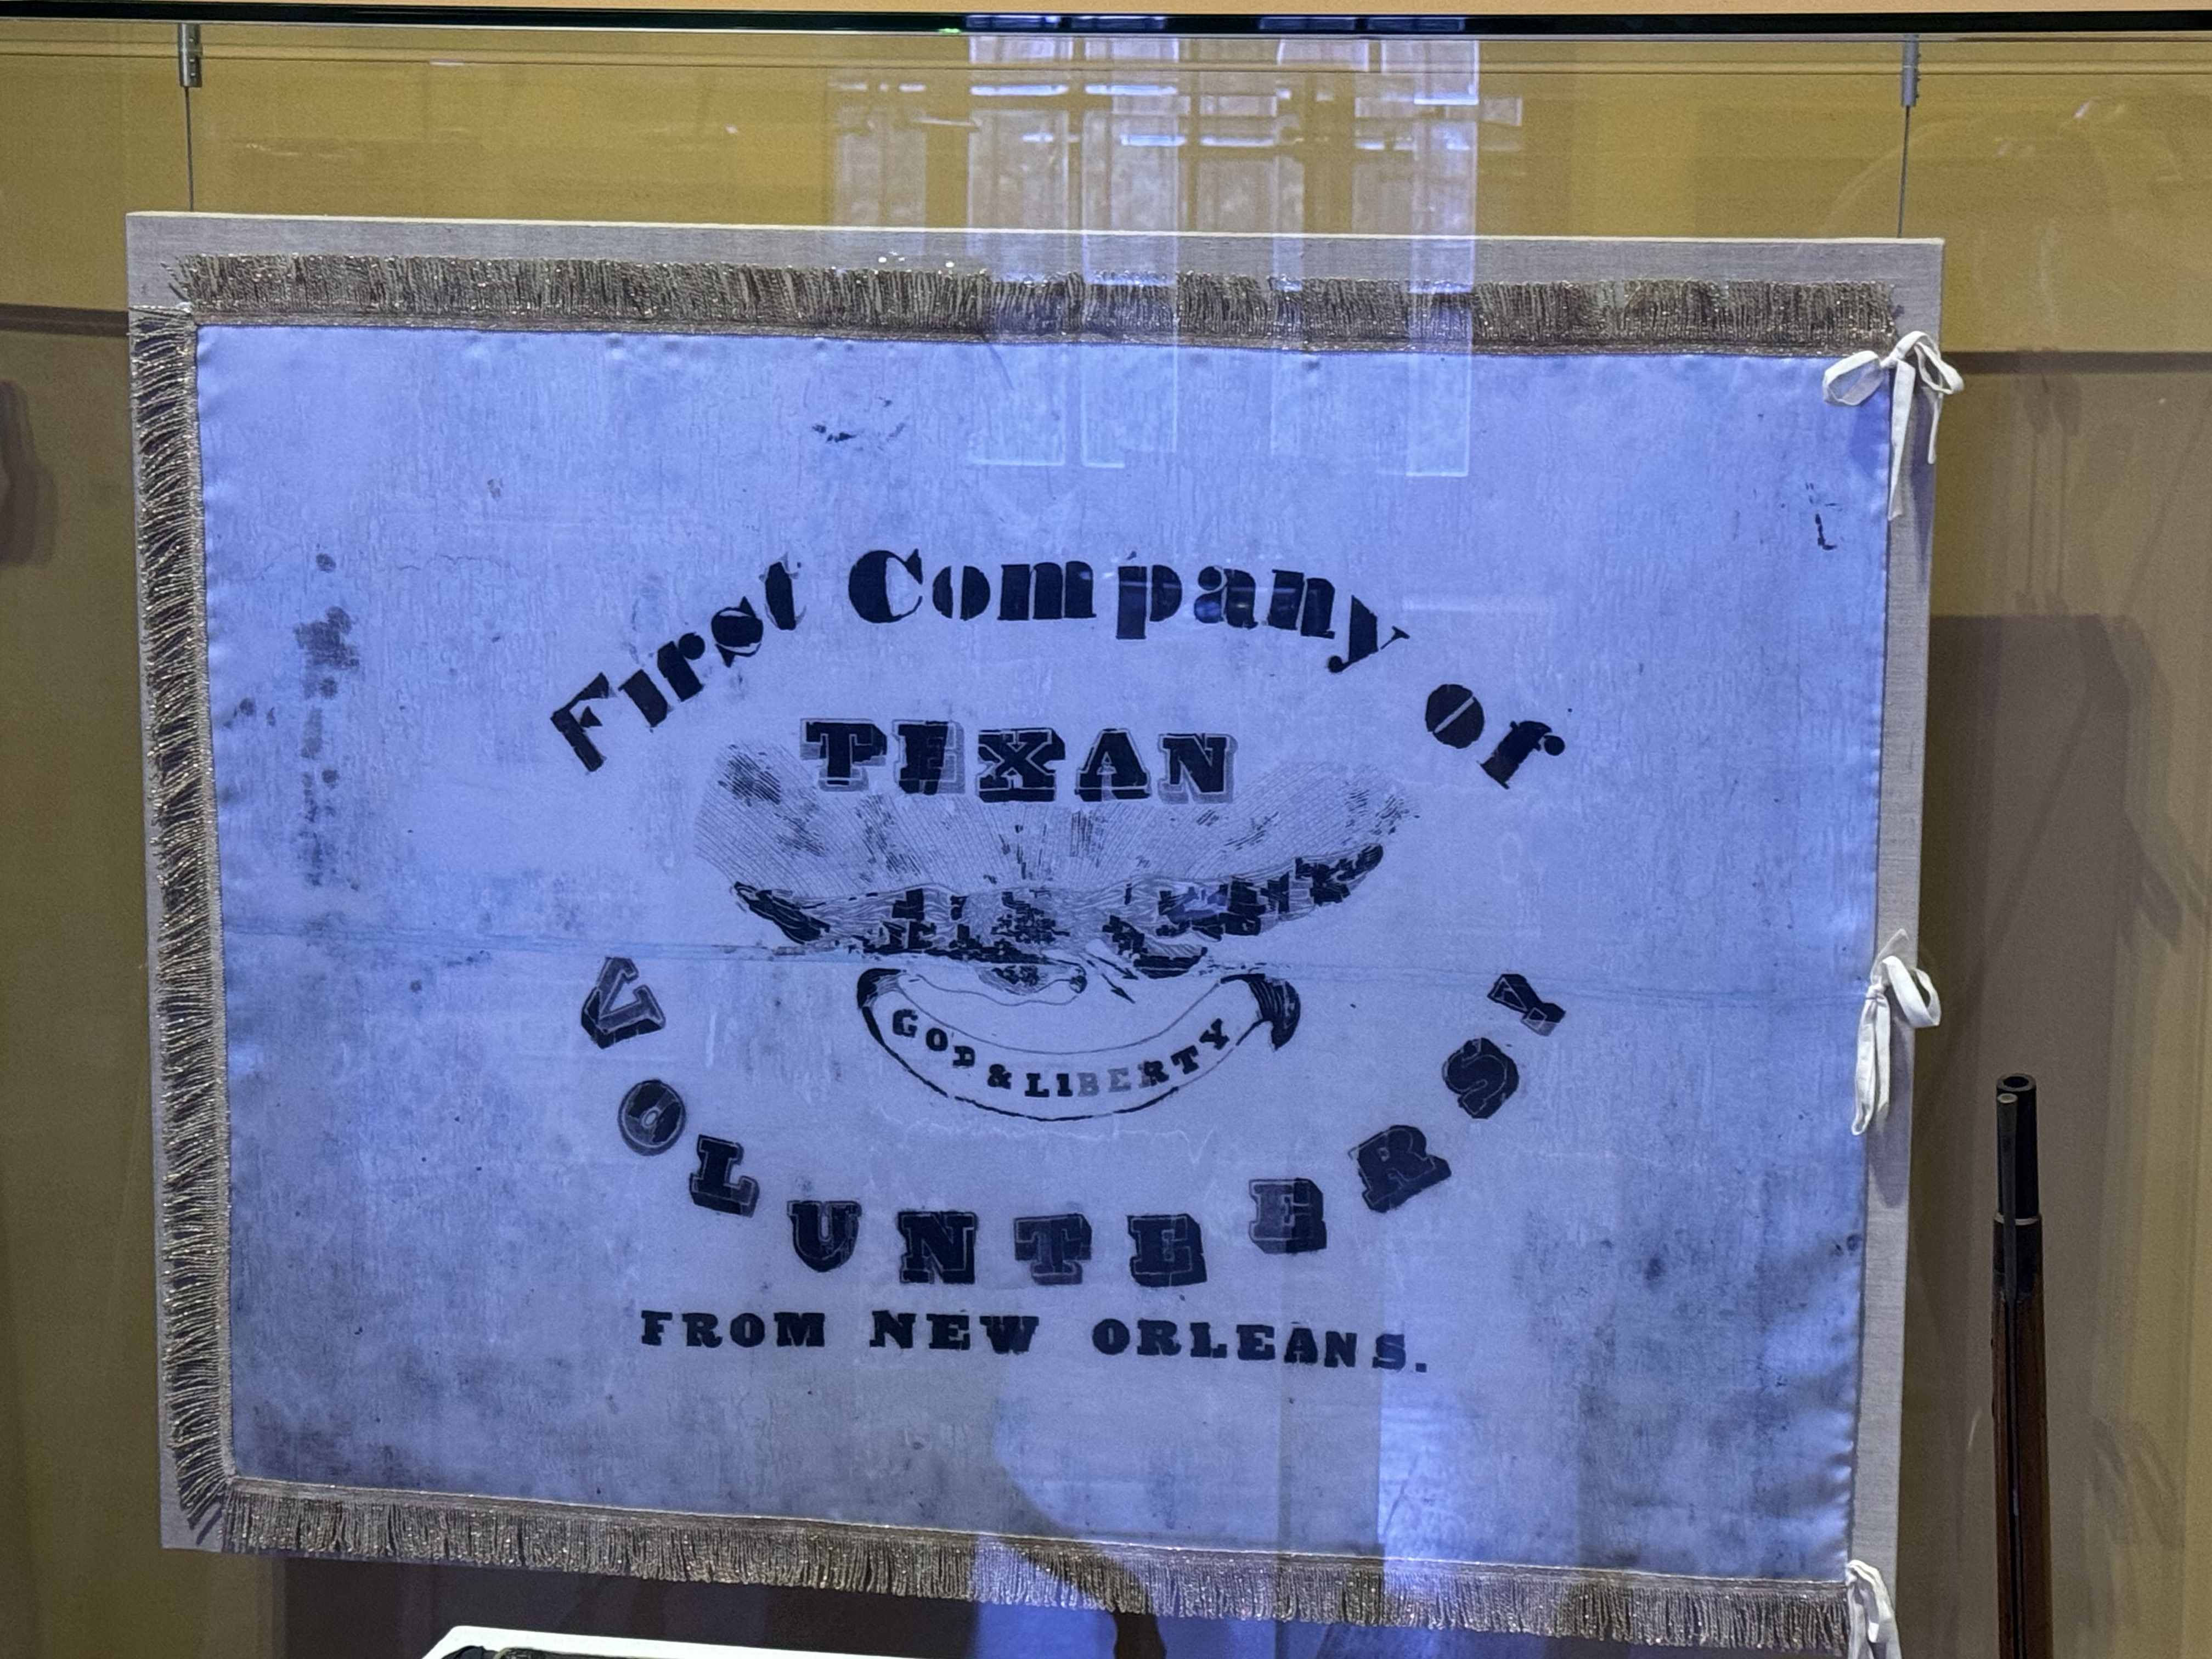 First Company of
TEXAN
GOD & LIBERTY
VOLUNTEERS!
FROM NEW ORLEANS.